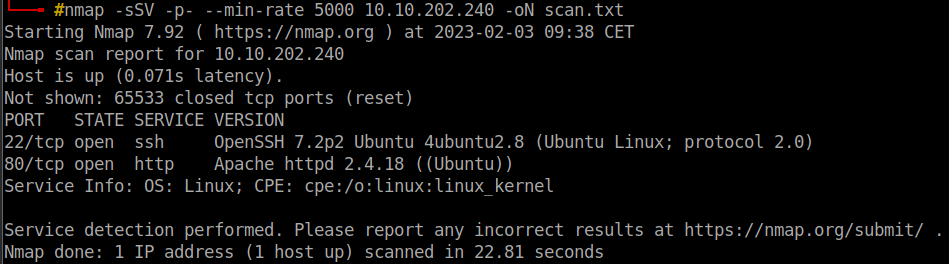 #nmap -sSV -p- --min-rate 5000 10.10.202.240 -oN scan.txt
Starting Nmap 7.92 ( https://nmap.org ) at 2023-02-03 09:38 CET
Nmap scan report for 10.10.202.240
Host is up (0.071s latency).
Not shown: 65533 closed tcp ports (reset)
PORT   STATE SERVICE VERSION
22/tcp open  ssh     OpenSSH 7.2p2 Ubuntu 4ubuntu2.8 (Ubuntu Linux; protocol 2.0)
80/tcp open  http    Apache httpd 2.4.18 ((Ubuntu))
Service Info: OS: Linux; CPE: cpe:/o:linux:linux_kernel
Service detection performed. Please report any incorrect results at https://nmap.org/submit/ .
Nmap done: 1 IP address (1 host up) scanned in 22.81 seconds